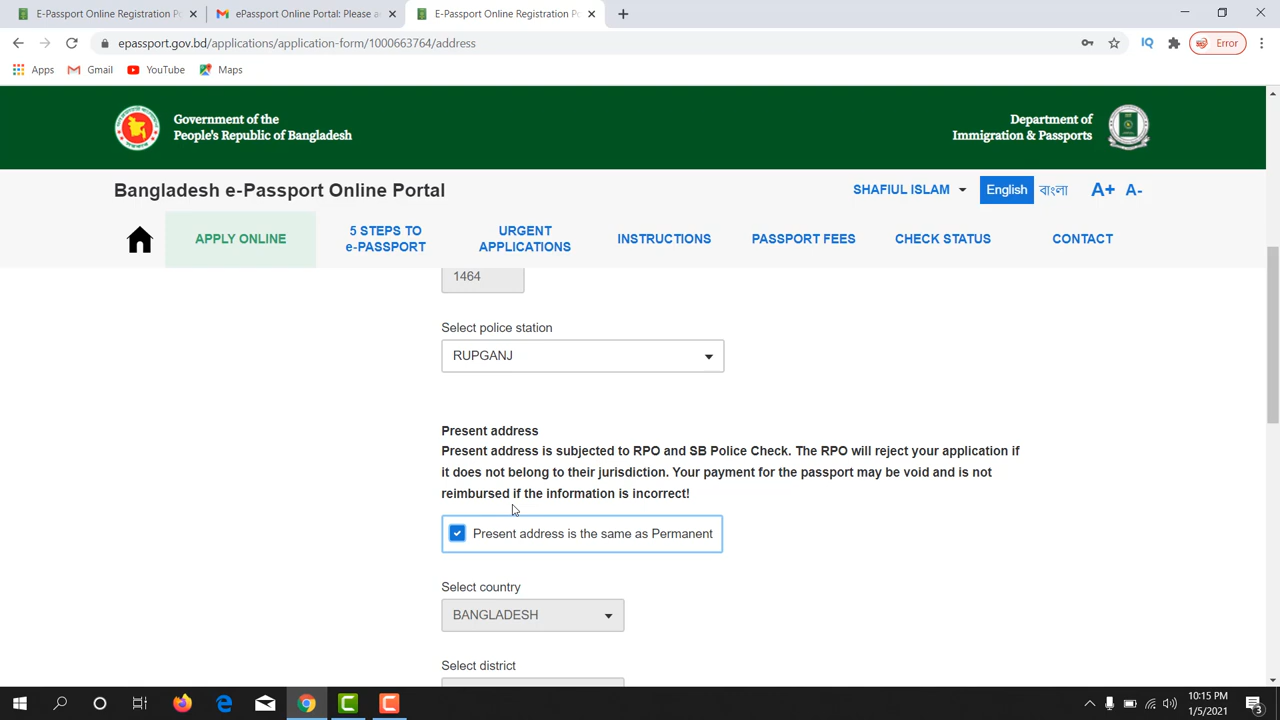 E-Passport Online Registration Po
ePassport Online Portal: Please a
E-Passport Online Registration Po
epassport.gov.bd/applications/application-form/1000663764/address
IQ
Error
Apps
Gmail
YouTube
Maps
Government of the
People's Republic of Bangladesh
Department of
Immigration & Passports
Bangladesh e-Passport Online Portal
SHAFIUL ISLAM
English
বাংলা
A+
A-
APPLY ONLINE
5 STEPS TO
e-PASSPORT
URGENT
APPLICATIONS
INSTRUCTIONS
PASSPORT FEES
CHECK STATUS
CONTACT
1464
Select police station
RUPGANJ
Present address
Present address is subjected to RPO and SB Police Check. The RPO will reject your application if
it does not belong to their jurisdiction. Your payment for the passport may be void and is not
reimbursed if the information is incorrect!
Present address is the same as Permanent
Select country
BANGLADESH
Select district
10:15 PM
1/5/2021
3